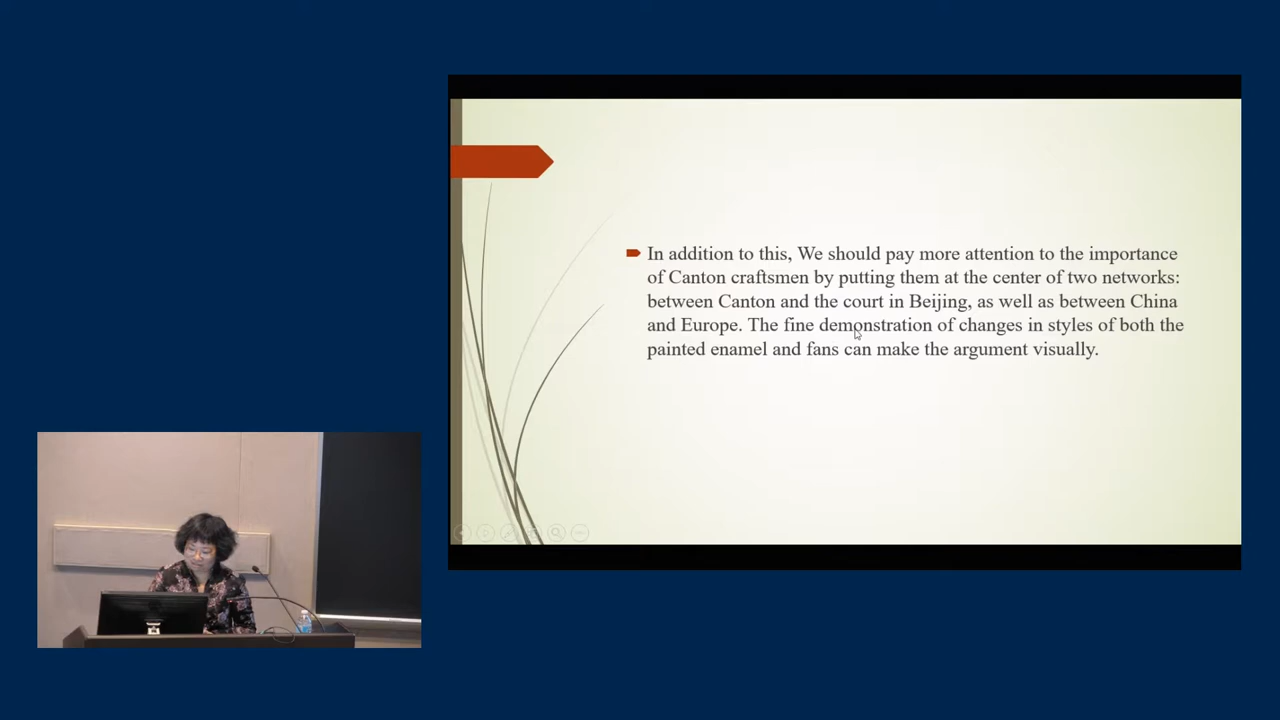 In addition to this, We should pay more attention to the importance
of Canton craftsmen by putting them at the center of two networks:
between Canton and the court in Beijing, as well as between China
and Europe. The fine demonstration of changes in styles of both the
painted enamel and fans can make the argument visually.